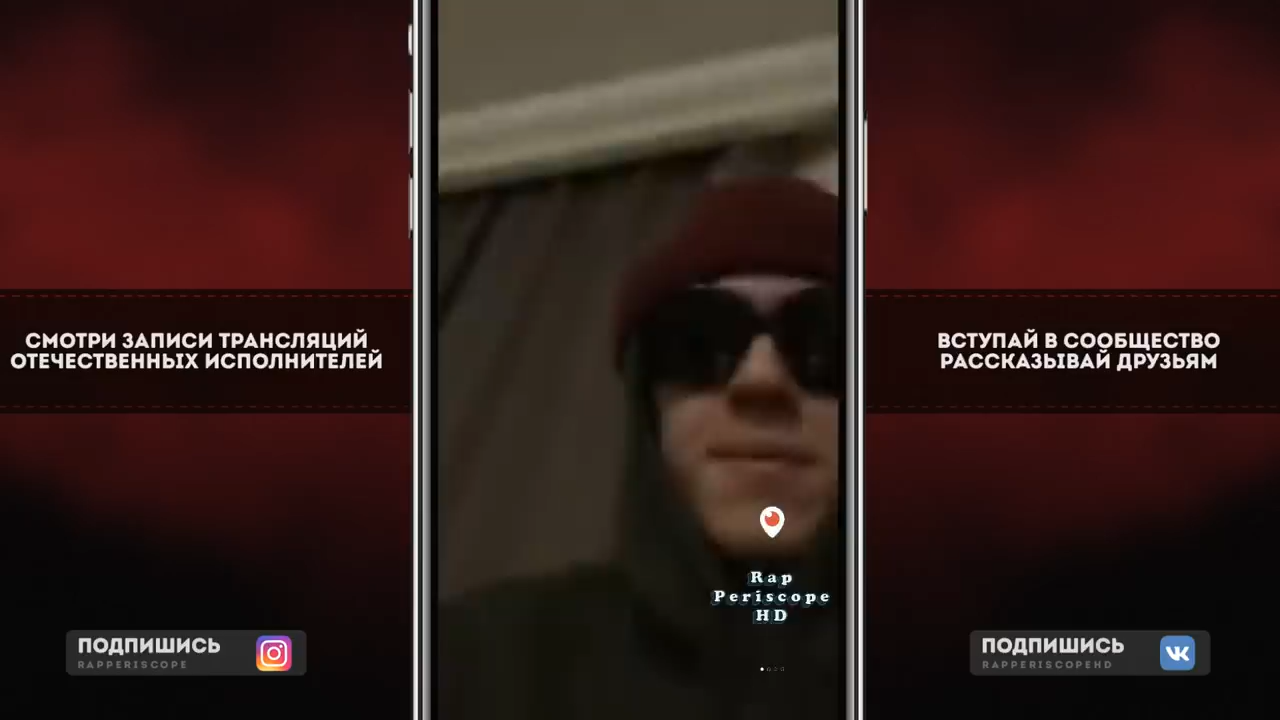 СМОТРИ ЗАПИСИ ТРАНСЛЯЦИЙ
ОТЕЧЕСТВЕННЫХ ИСПОЛНИТЕЛЕЙ
ВСТУПАЙ В СООБЩЕСТВО
РАССКАЗЫВАЙ ДРУЗЬЯМ
Rap
Periscope
HD
ПОДПИШИСЬ
RAPPERISCOPE
ПОДПИШИСЬ
RAPPERISCOPEHD